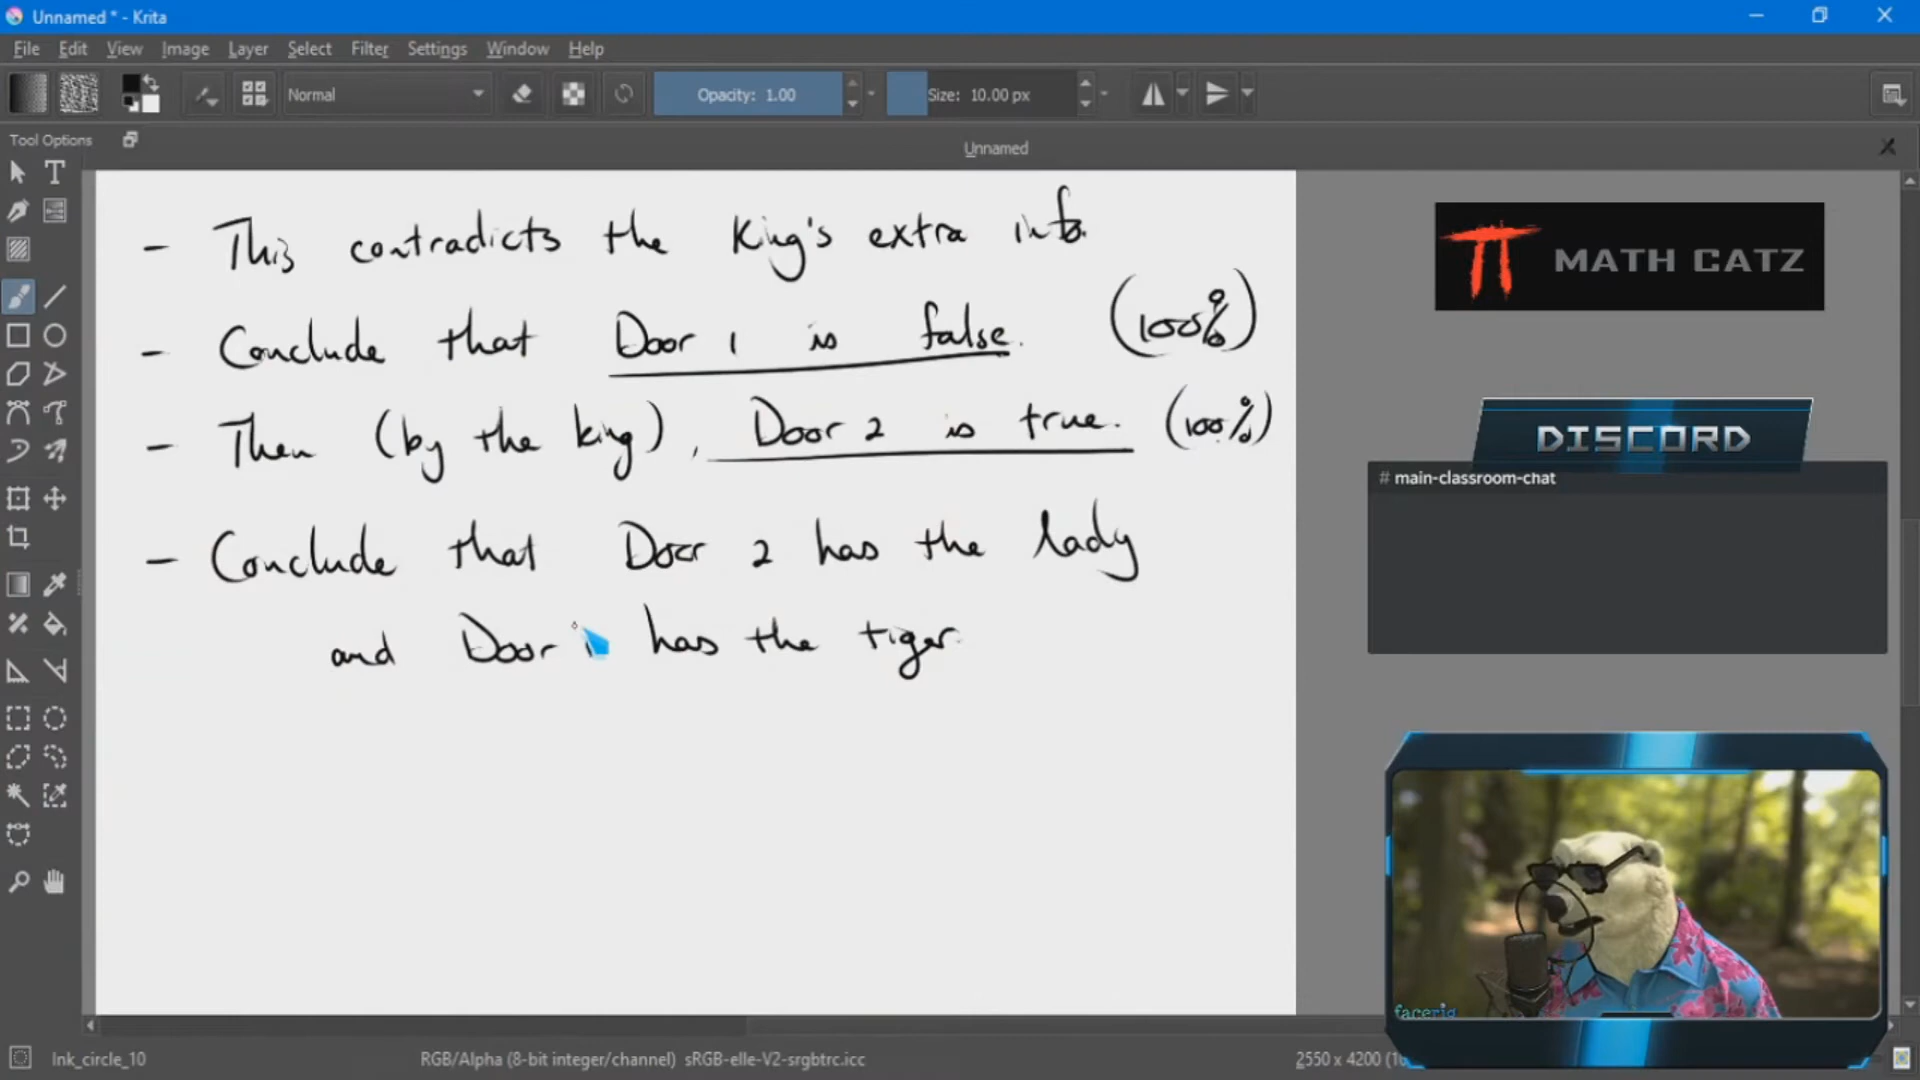 Unnamed * - Krita
File Edit View Image Layer Select Filter Settings Window Help
Normal
Opacity: 1.00
Size: 10.00 px
Tool Options
Unnamed
- This contradicts the King's extra info.
- Conclude that Door 1 is false. (100%)
- Then (by the king), Door 2 is true. (100%)
- Conclude that Door 2 has the lady
and Door 1 has the tiger.
π MATH CATZ
DISCORD
# main-classroom-chat
facerig
Ink_circle_10
RGB/Alpha (8-bit integer/channel) sRGB-elle-V2-srgbtrc.icc
2550 x 4200 (10